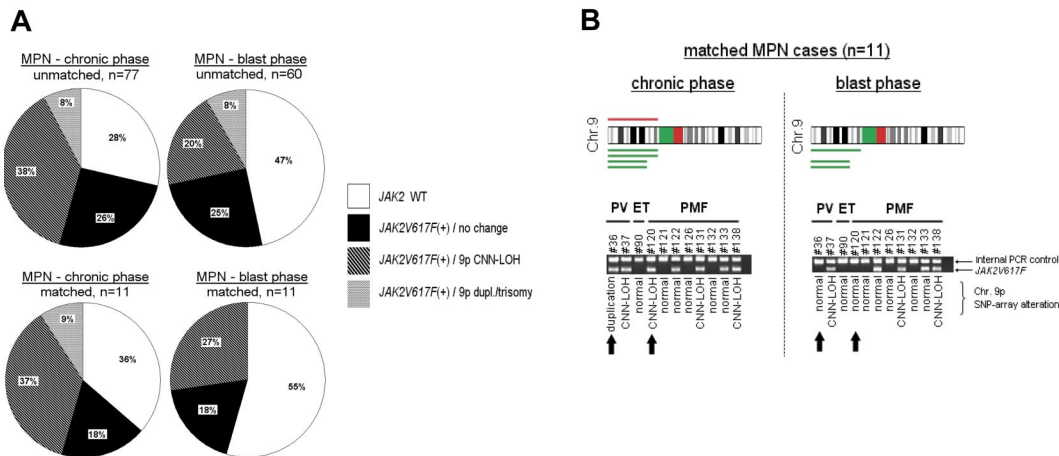 A
MPN - chronic phase
unmatched, n=77
8%
28%
38%
26%
MPN - blast phase
unmatched, n=60
8%
20%
47%
25%
JAK2 WT
JAK2V617F(+) / no change
JAK2V617F(+) / 9p CNN-LOH
JAK2V617F(+) / 9p dupl./trisomy
MPN - chronic phase
matched, n=11
9%
36%
37%
18%
MPN - blast phase
matched, n=11
27%
55%
18%
B
matched MPN cases (n=11)
chronic phase
Chr.9
PV ET PMF
#36 #37 #90 #120 #121 #122 #126 #131 #132 #133 #138
duplication CNN-LOH normal CNN-LOH normal normal normal CNN-LOH normal normal CNN-LOH
blast phase
Chr.9
PV ET PMF
#36 #37 #90 #120 #121 #122 #126 #131 #132 #133 #138
normal CNN-LOH normal normal normal normal normal CNN-LOH normal normal CNN-LOH
Internal PCR control
JAK2V617F
Chr. 9p
SNP-array alteration